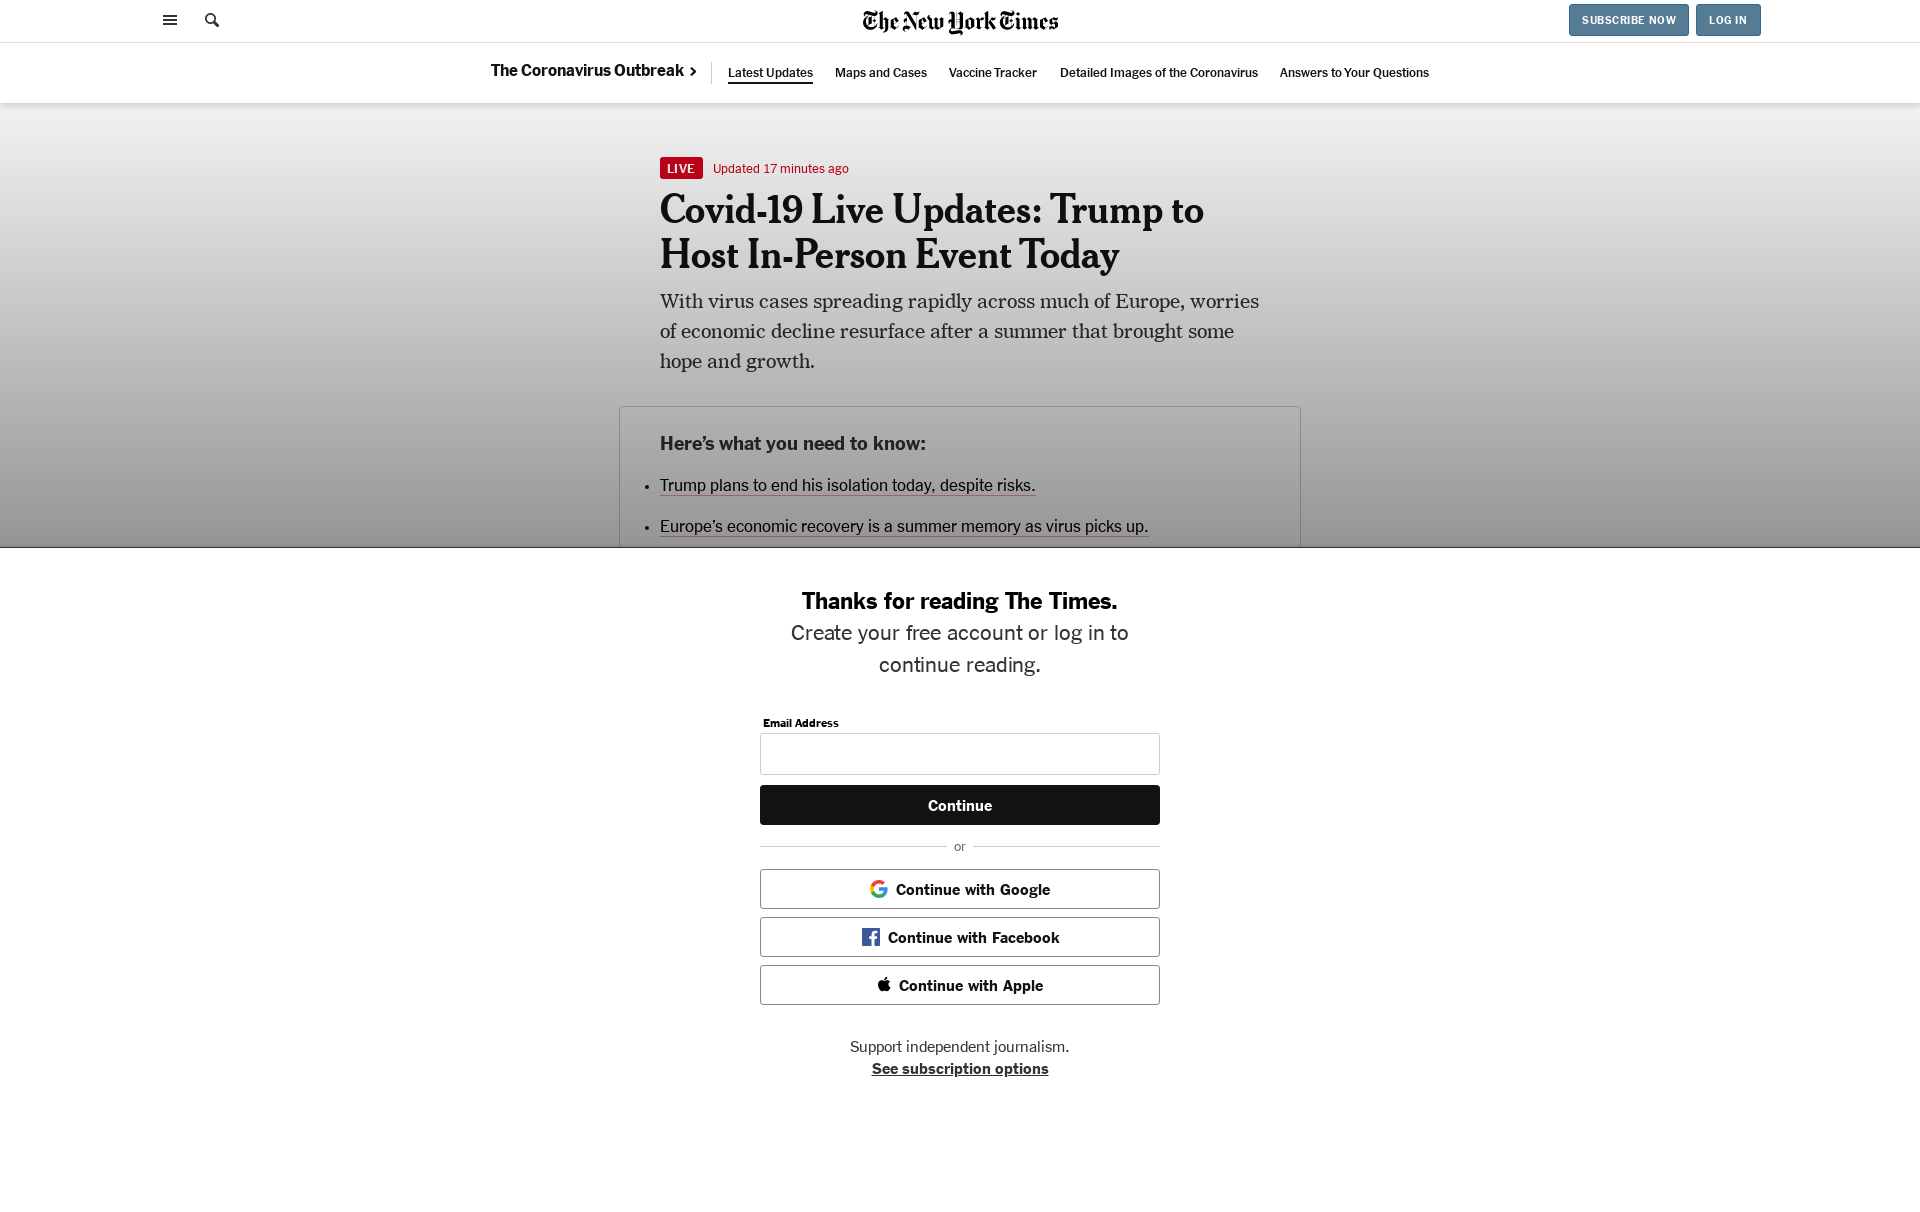 The New York Times
SUBSCRIBE NOW
LOG IN
The Coronavirus Outbreak
Latest Updates
Maps and Cases
Vaccine Tracker
Detailed Images of the Coronavirus
Answers to Your Questions
LIVE Updated 17 minutes ago
Covid-19 Live Updates: Trump to
Host In-Person Event Today
With virus cases spreading rapidly across much of Europe, worries
of economic decline resurface after a summer that brought some
hope and growth.
Here’s what you need to know:
• Trump plans to end his isolation today, despite risks.
• Europe’s economic recovery is a summer memory as virus picks up.
Thanks for reading The Times.
Create your free account or log in to
continue reading.
Email Address
Continue
or
Continue with Google
Continue with Facebook
Continue with Apple
Support independent journalism.
See subscription options